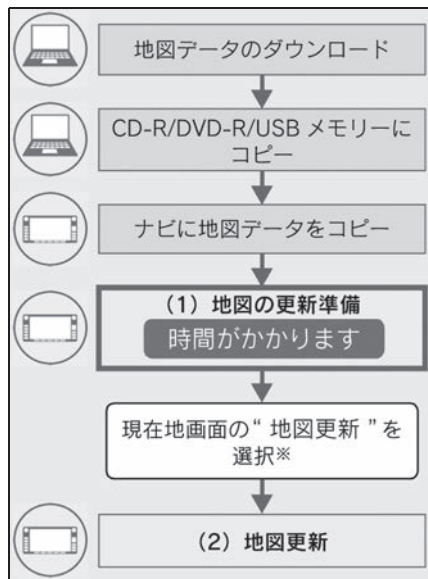 地図データのダウンロード
CD-R/DVD-R/USB メモリーに
コピー
ナビに地図データをコピー
(1) 地図の更新準備
時間がかかります
現在地画面の“ 地図更新 ”を
選択※
(2) 地図更新